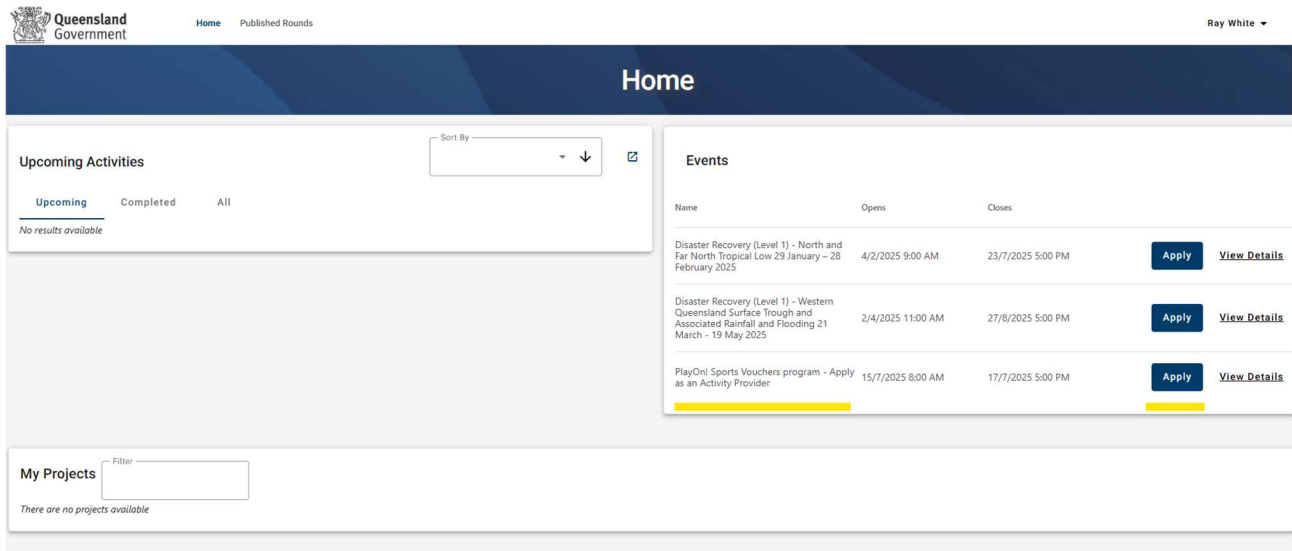 Queensland
Government
Home
Published Rounds
Ray White
Home
Upcoming Activities
Sort By
Upcoming
Completed
All
No results available
Events
Name
Opens
Closes
Disaster Recovery (Level 1) - North and
Far North Tropical Low 29 January – 28
February 2025
4/2/2025 9:00 AM
23/7/2025 5:00 PM
Apply
View Details
Disaster Recovery (Level 1) - Western
Queensland Surface Trough and
Associated Rainfall and Flooding 21
March - 19 May 2025
2/4/2025 11:00 AM
27/8/2025 5:00 PM
Apply
View Details
PlayOn! Sports Vouchers program - Apply
as an Activity Provider
15/7/2025 8:00 AM
17/7/2025 5:00 PM
Apply
View Details
My Projects
Filter
There are no projects available